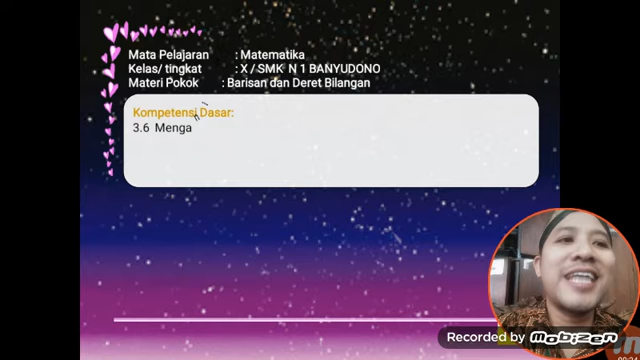 Mata Pelajaran : Matematika
Kelas/ tingkat : X / SMK N 1 BANYUDONO
Materi Pokok : Barisan dan Deret Bilangan
Kompetensi Dasar:
3.6 Menga
Recorded by MOBIZEN